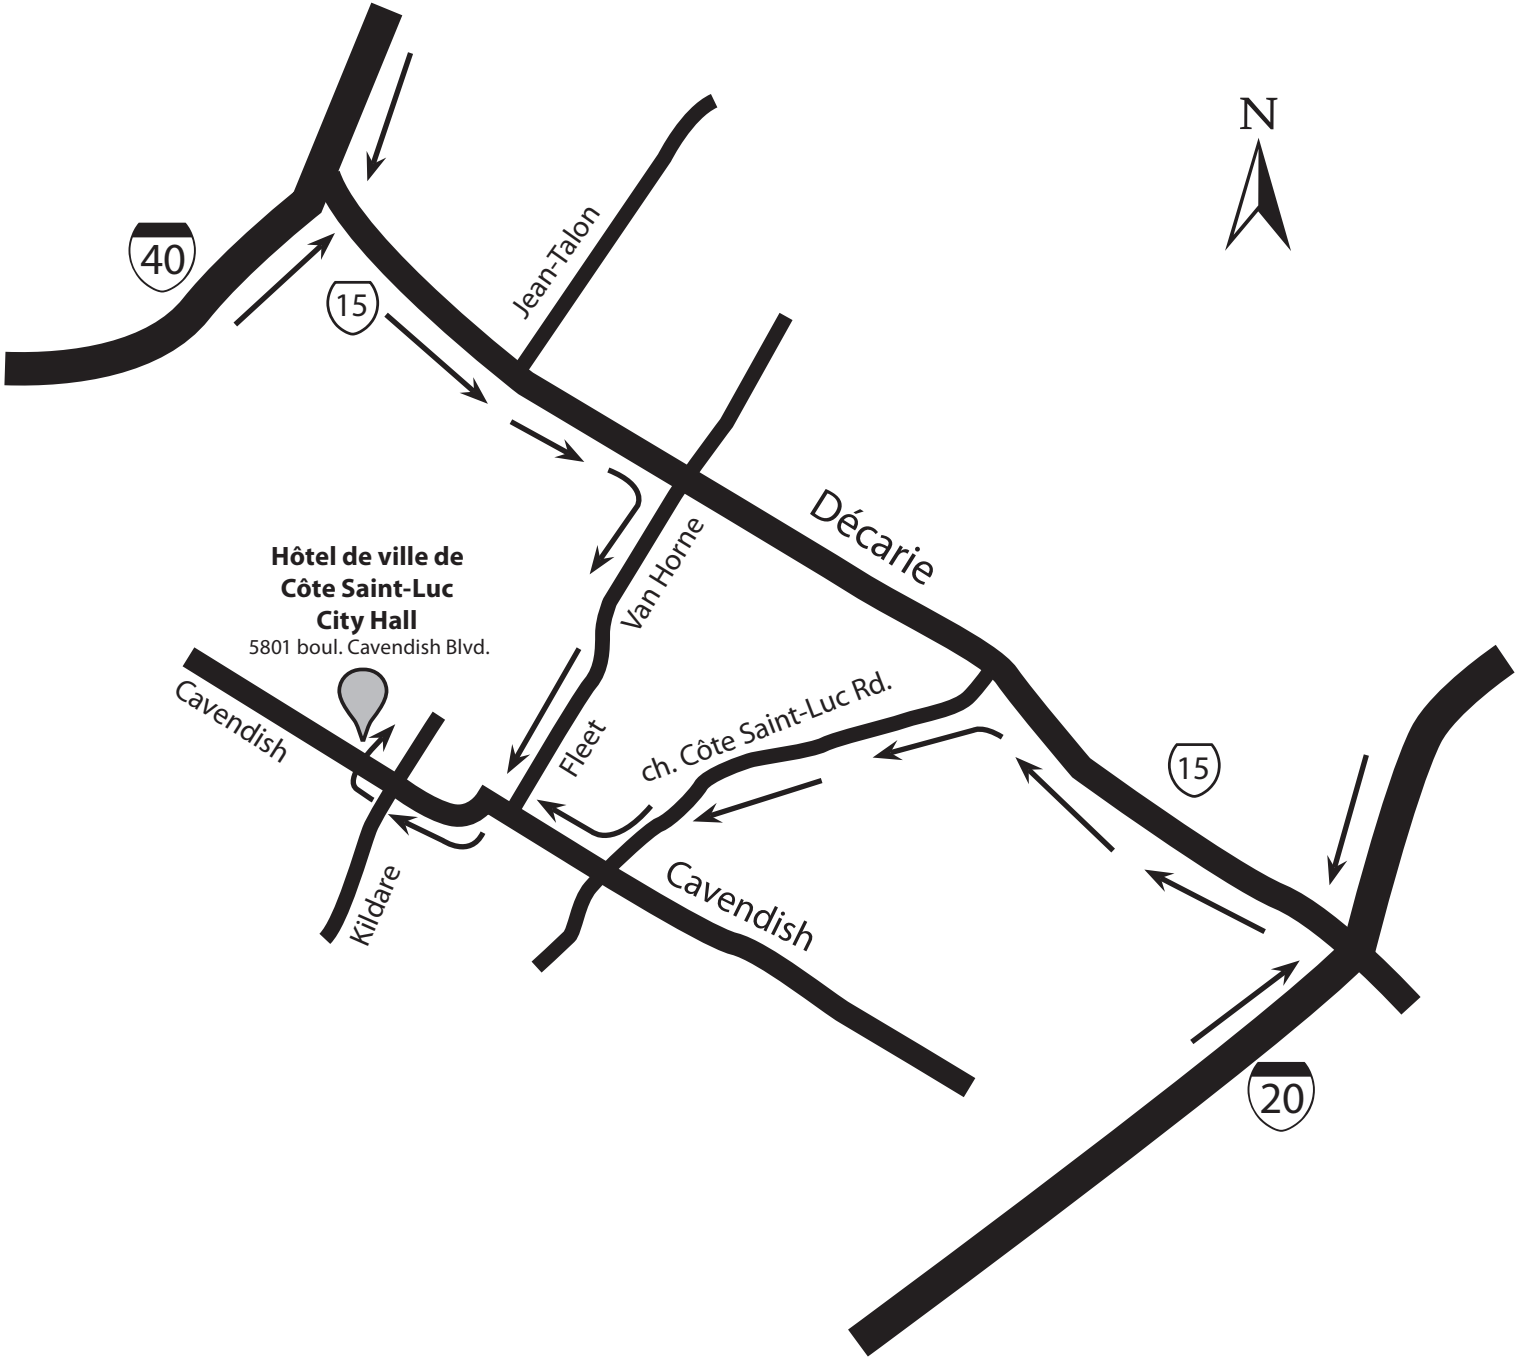 N
40
15
Jean-Talon
Décarie
Van Horne
Hôtel de ville de
Côte Saint-Luc
City Hall
5801 boul. Cavendish Blvd.
Cavendish
Fleet
ch. Côte Saint-Luc Rd.
15
Kildare
Cavendish
20